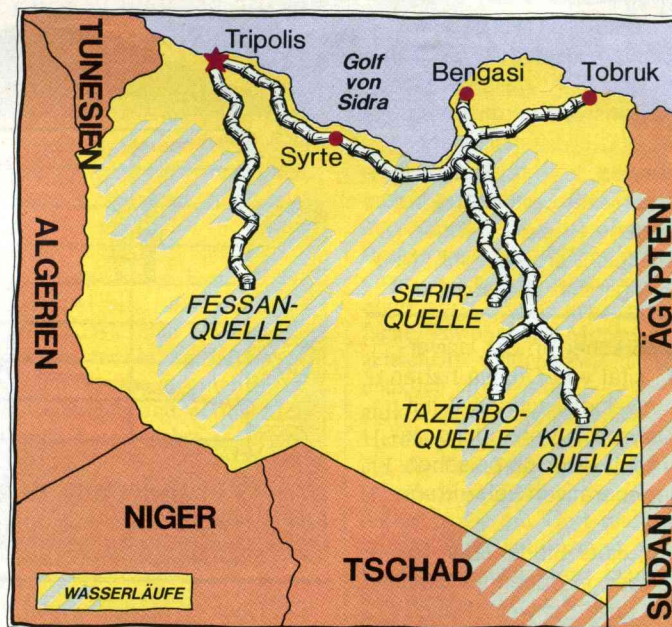 TUNESIEN
Tripolis
Golf
von
Sidra
Bengasi
Tobruk
Syrte
ALGERIEN
FESSAN-
QUELLE
SERIR-
QUELLE
ÄGYPTEN
TAZÉRBO-
QUELLE
KUFRA-
QUELLE
NIGER
TSCHAD
SUDAN
WASSERLÄUFE